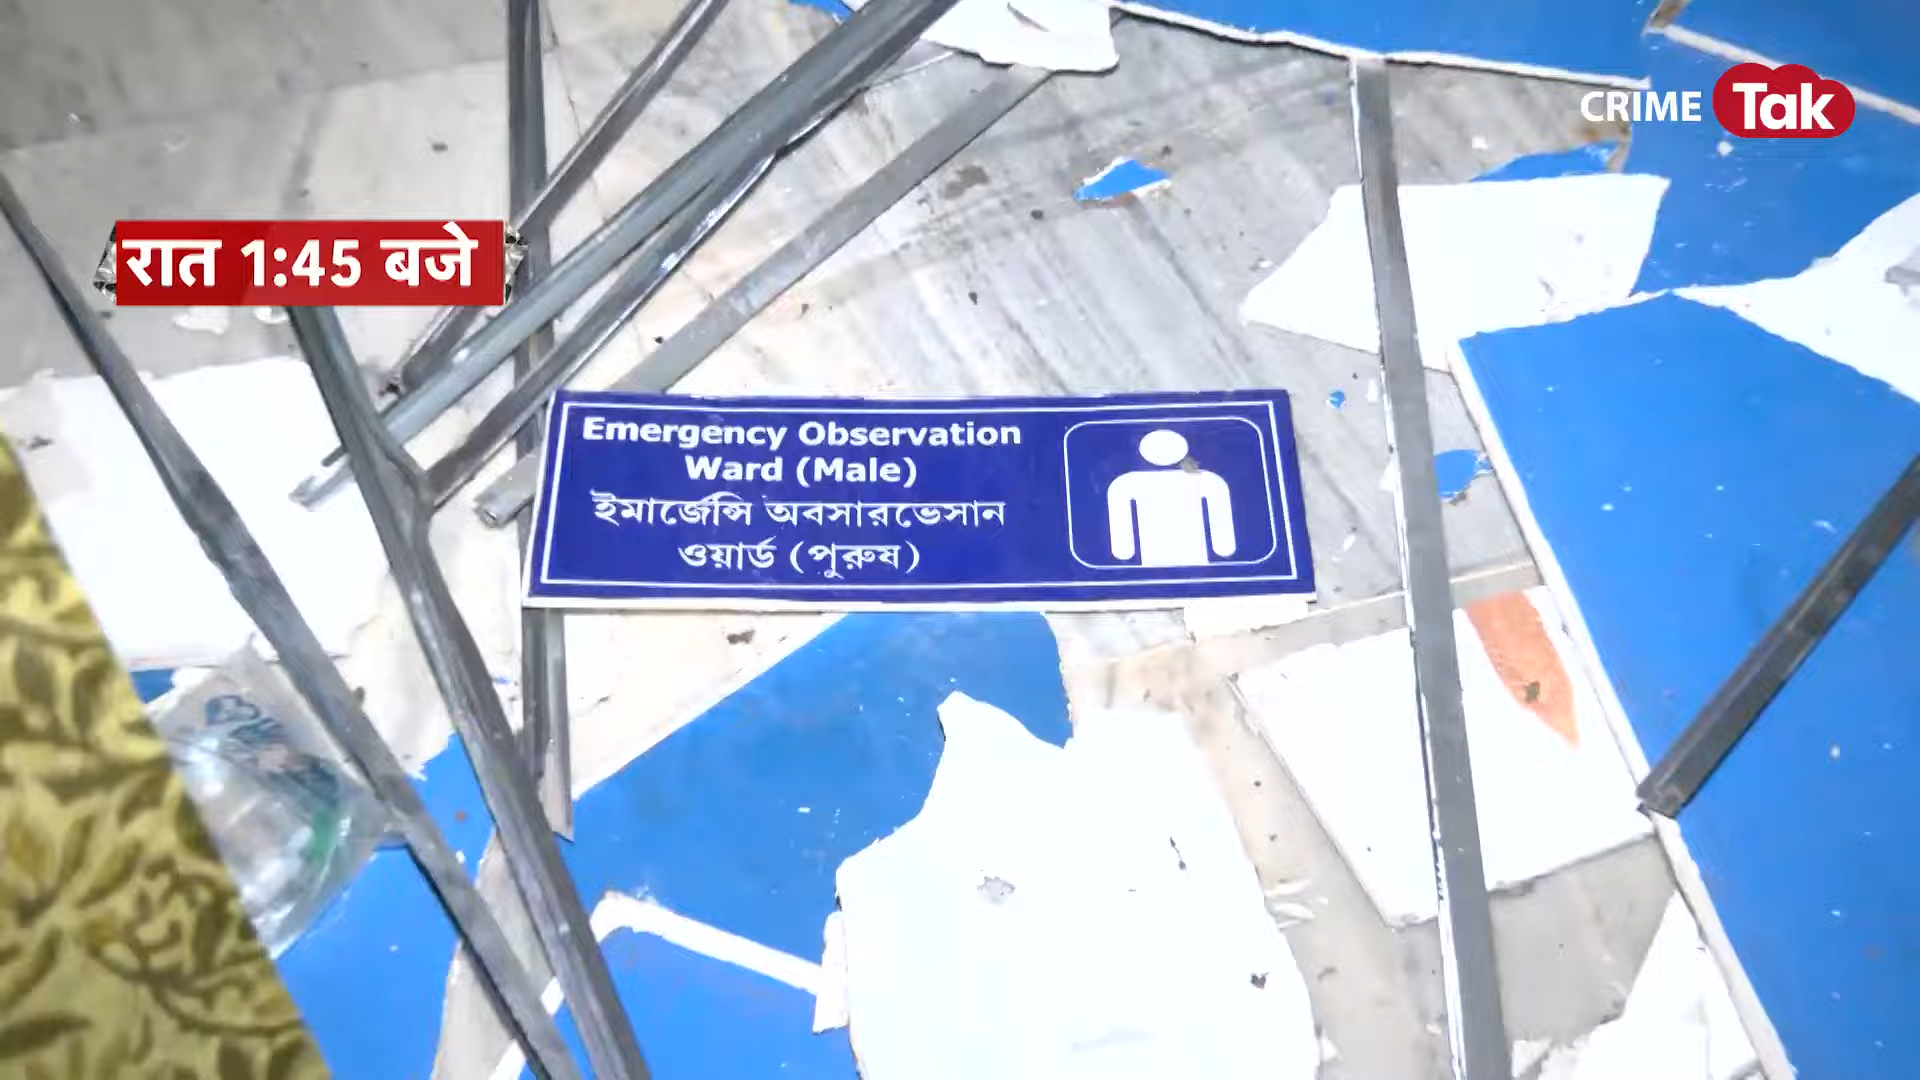 CRIME Tak
रात 1:45 बजे
Emergency Observation
Ward (Male)
ইমার্জেন্সি অবসারভেসান
ওয়ার্ড (পুরুষ)